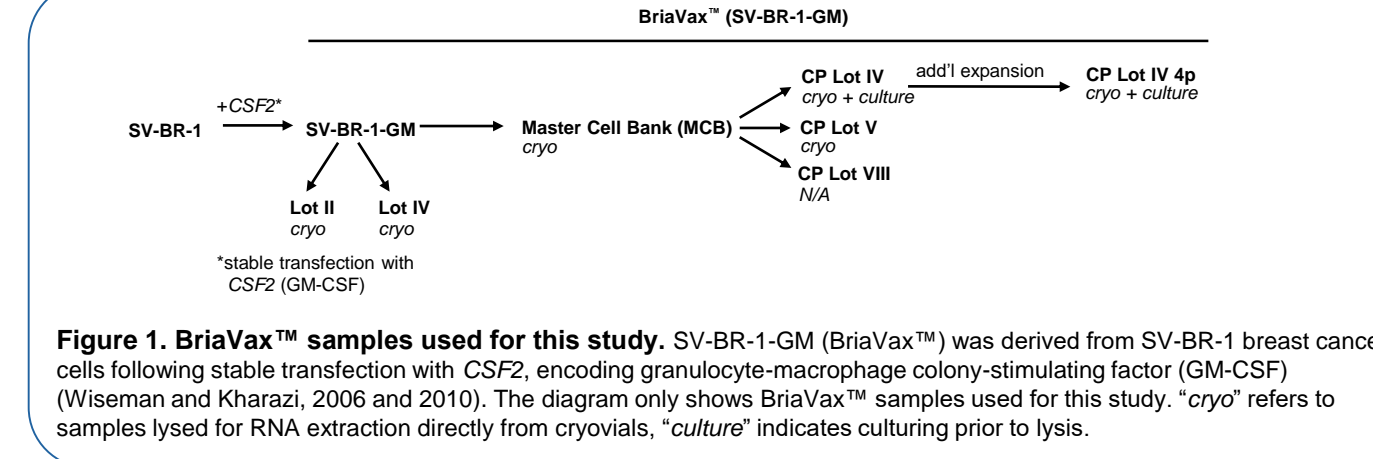 BriaVax™ (SV-BR-1-GM)
+CSF2*
SV-BR-1
SV-BR-1-GM
Master Cell Bank (MCB)
cryo
CP Lot IV
cryo + culture
add'l expansion
CP Lot IV 4p
cryo + culture
CP Lot V
cryo
CP Lot VIII
N/A
Lot II
cryo
Lot IV
cryo
*stable transfection with
CSF2 (GM-CSF)
Figure 1. BriaVax™ samples used for this study. SV-BR-1-GM (BriaVax™) was derived from SV-BR-1 breast cance
cells following stable transfection with CSF2, encoding granulocyte-macrophage colony-stimulating factor (GM-CSF)
(Wiseman and Kharazi, 2006 and 2010). The diagram only shows BriaVax™ samples used for this study. “cryo” refers to
samples lysed for RNA extraction directly from cryovials, “culture” indicates culturing prior to lysis.